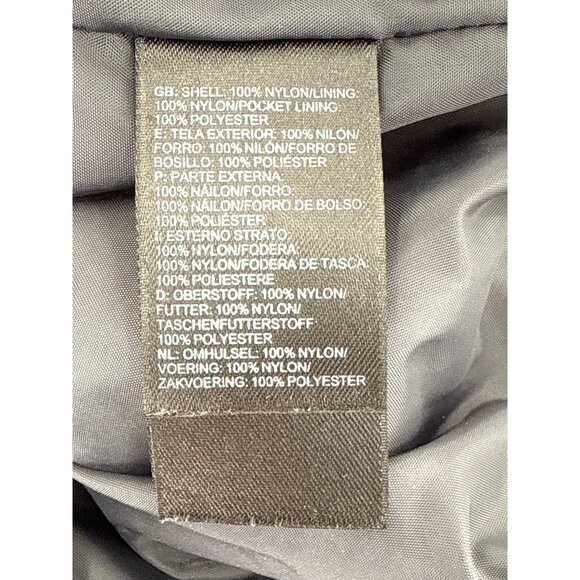 GB: SHELL: 100% NYLON/LINING:
100% NYLON/POCKET LINING:
100% POLYESTER
E: TELA EXTERIOR: 100% NILÓN/
FORRO: 100% NILÓN/FORRO DE
BOSILLO: 100% POLIÉSTER
P: PARTE EXTERNA:
100% NÁILON/FORRO:
100% NÁILON/FORRO DE BOLSO:
100% POLIÉSTER
I: ESTERNO STRATO:
100% NYLON/FODERA:
100% NYLON/FODERA DE TASCA:
100% POLIESTERE
D: OBERSTOFF: 100% NYLON/
FUTTER: 100% NYLON/
TASCHENFUTTERSTOFF
100% POLYESTER
NL: OMHULSEL: 100% NYLON/
VOERING: 100% NYLON/
ZAKVOERING: 100% POLYESTER